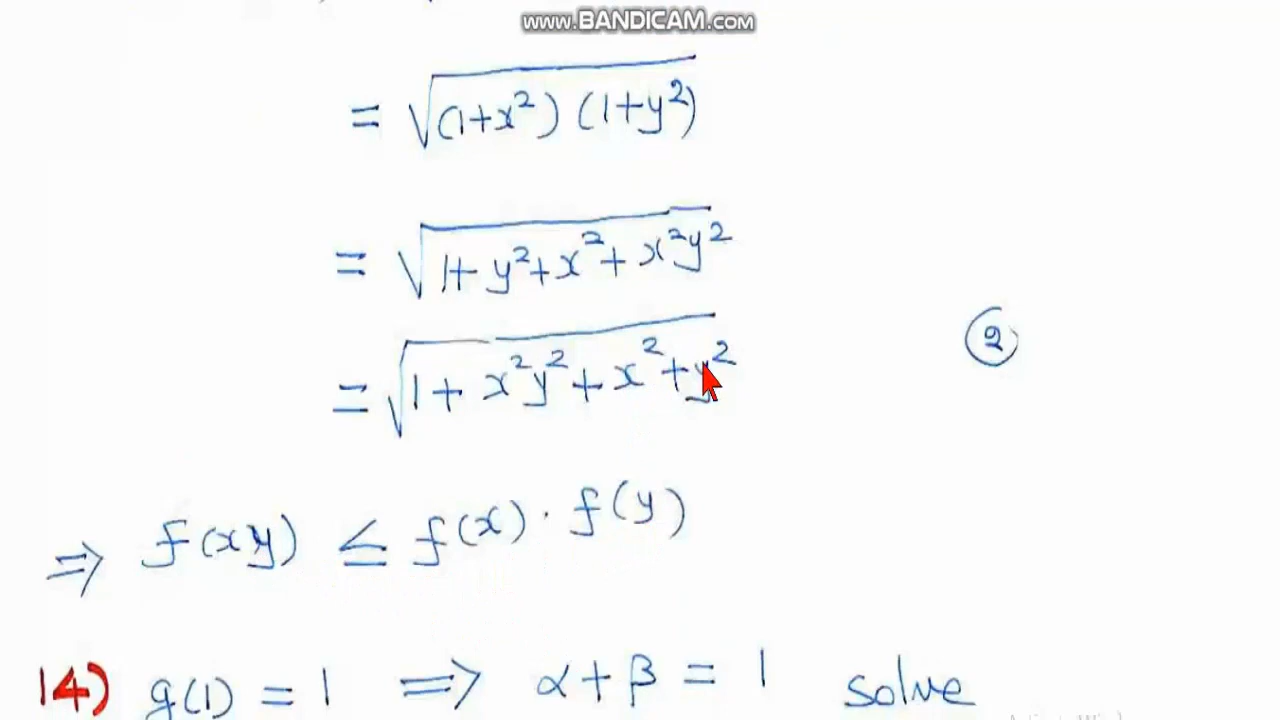 www.BANDICAM.com
= √(1+x²) (1+y²)
= √1+y²+x²+x²y²
= √1+x²y²+x²+y²
②
⇒ f(xy) ≤ f(x) · f(y)
14) g(1) = 1 ⇒ α+β = 1 solve